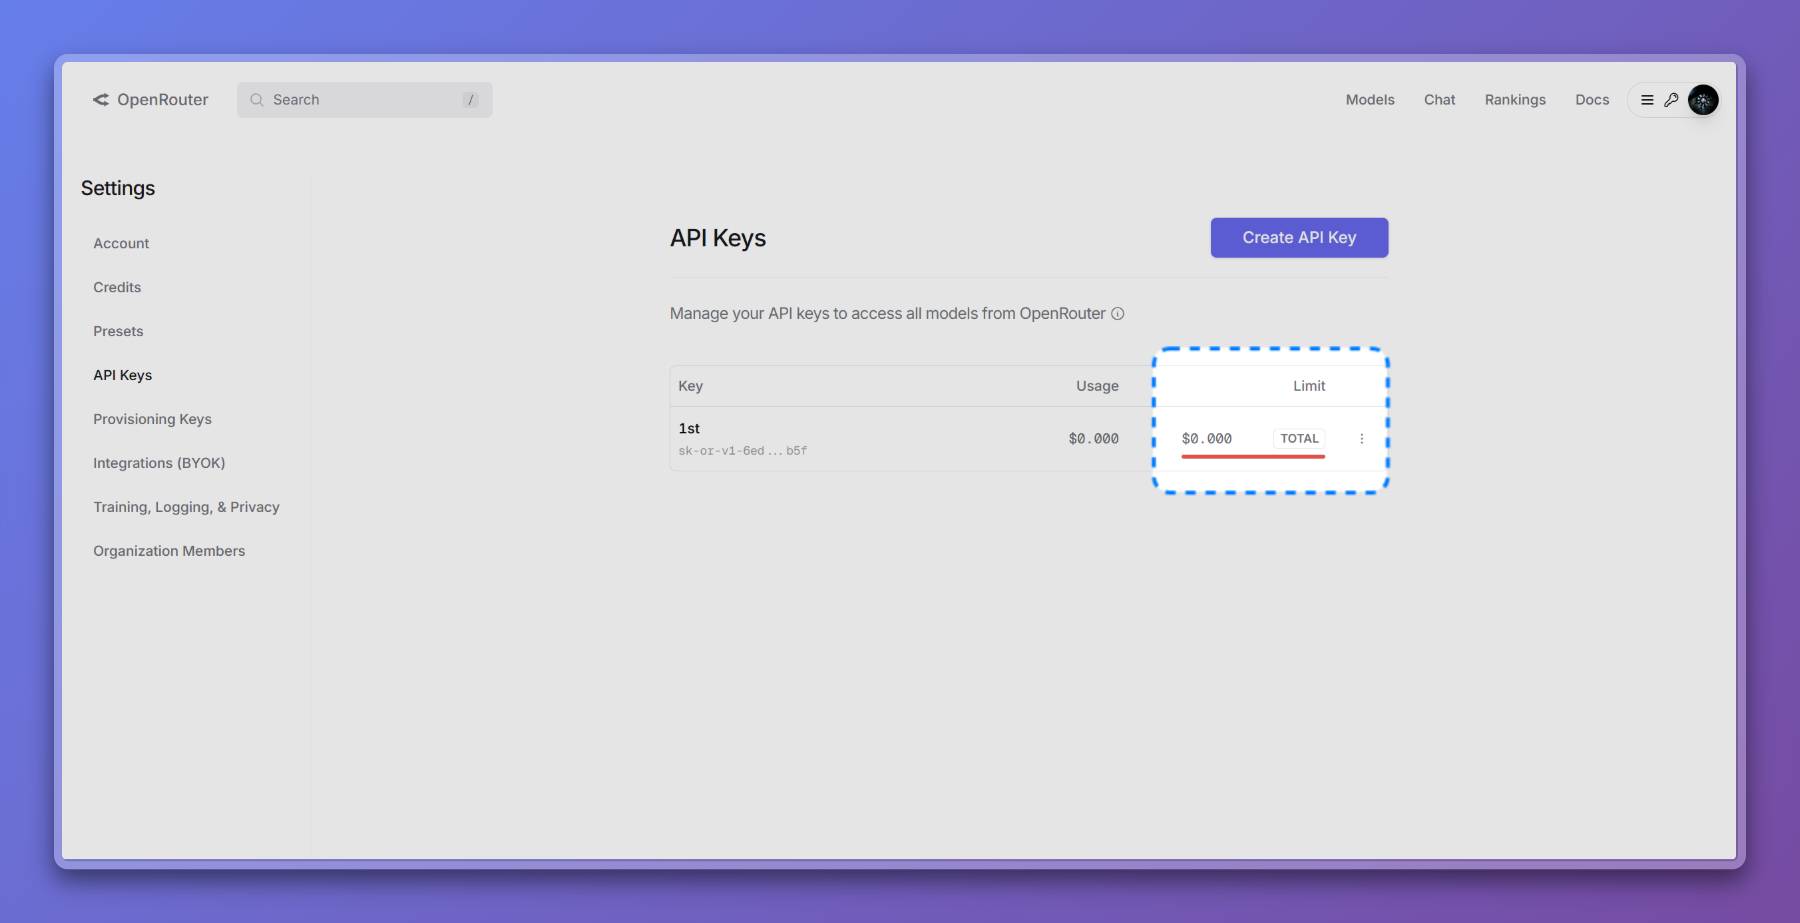 OpenRouter
Search /
Models Chat Rankings Docs
Settings
Account
Credits
Presets
API Keys
Provisioning Keys
Integrations (BYOK)
Training, Logging, & Privacy
Organization Members
API Keys
Create API Key
Manage your API keys to access all models from OpenRouter
Key Usage Limit
1st
sk-or-v1-6ed...b5f
$0.000 $0.000 TOTAL